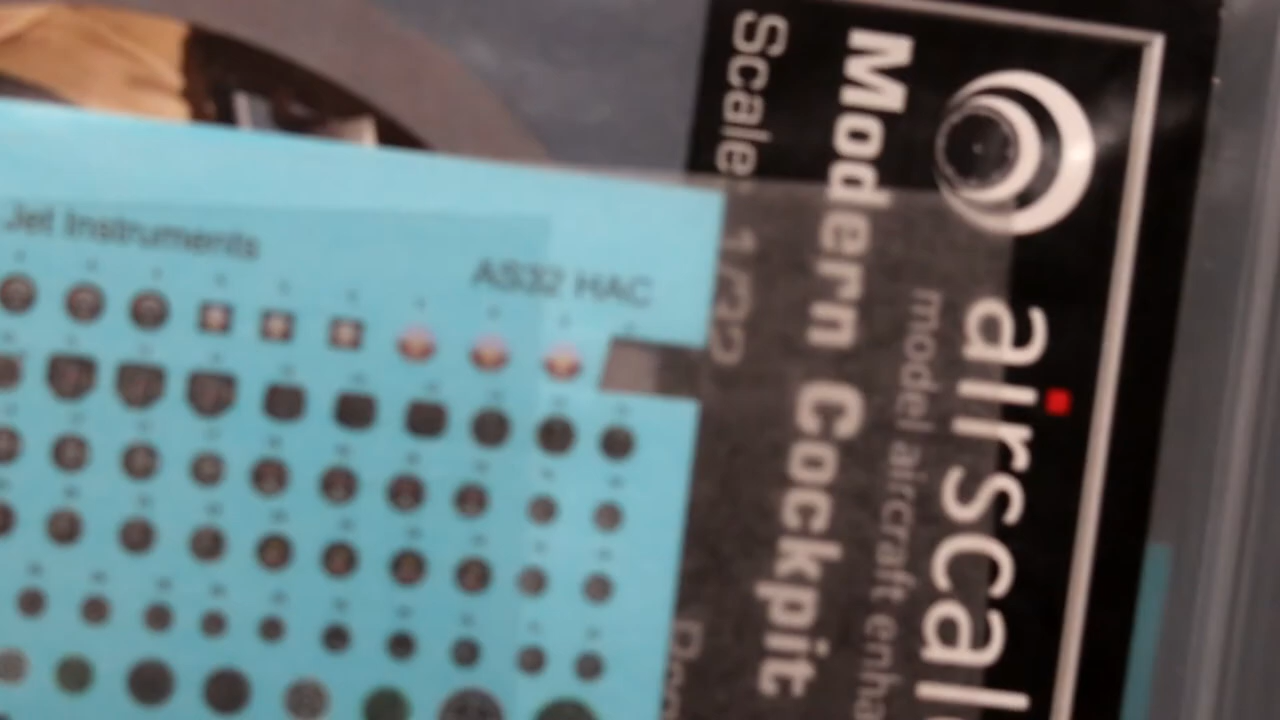 airscale
model aircraft enha
Modern Cockpit
Scale: 1/32
Jet Instruments
AS32 HAC